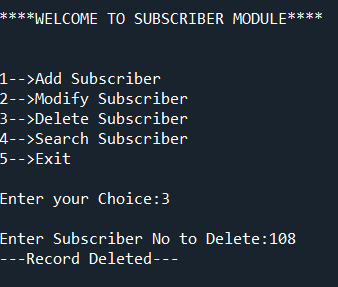 ****WELCOME TO SUBSCRIBER MODULE****
1-->Add Subscriber
2-->Modify Subscriber
3-->Delete Subscriber
4-->Search Subscriber
5-->Exit
Enter your Choice:3
Enter Subscriber No to Delete:108
---Record Deleted---